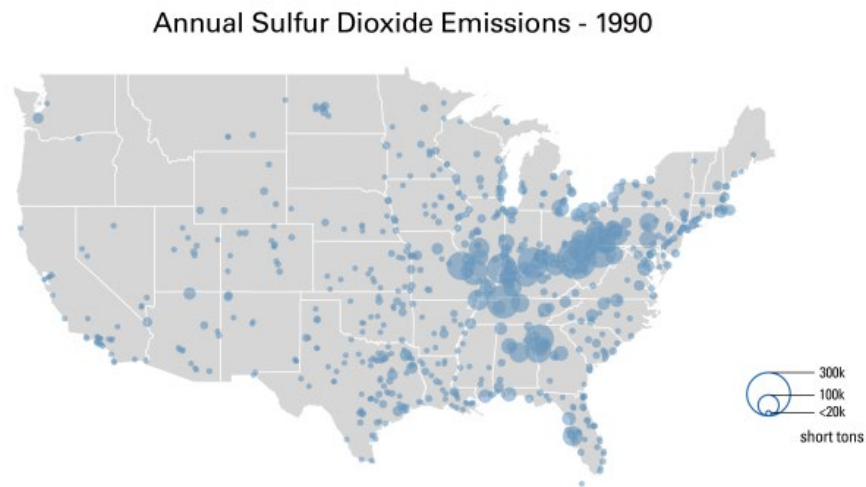 Annual Sulfur Dioxide Emissions - 1990
300k
100k
<20k
short tons